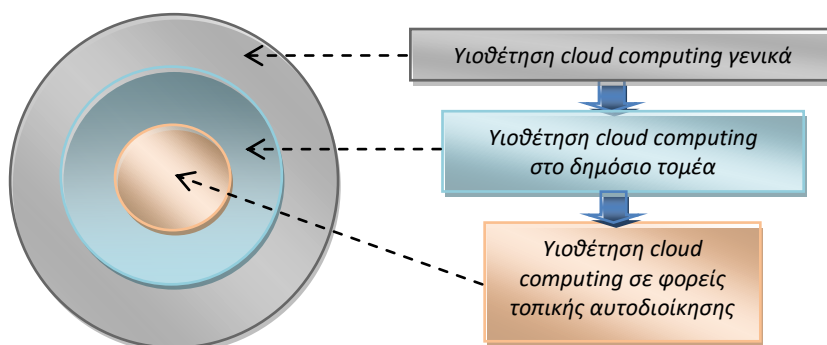 Υιοθέτηση cloud computing γενικά
Υιοθέτηση cloud computing
στο δημόσιο τομέα
Υιοθέτηση cloud
computing σε φορείς
τοπικής αυτοδιοίκησης